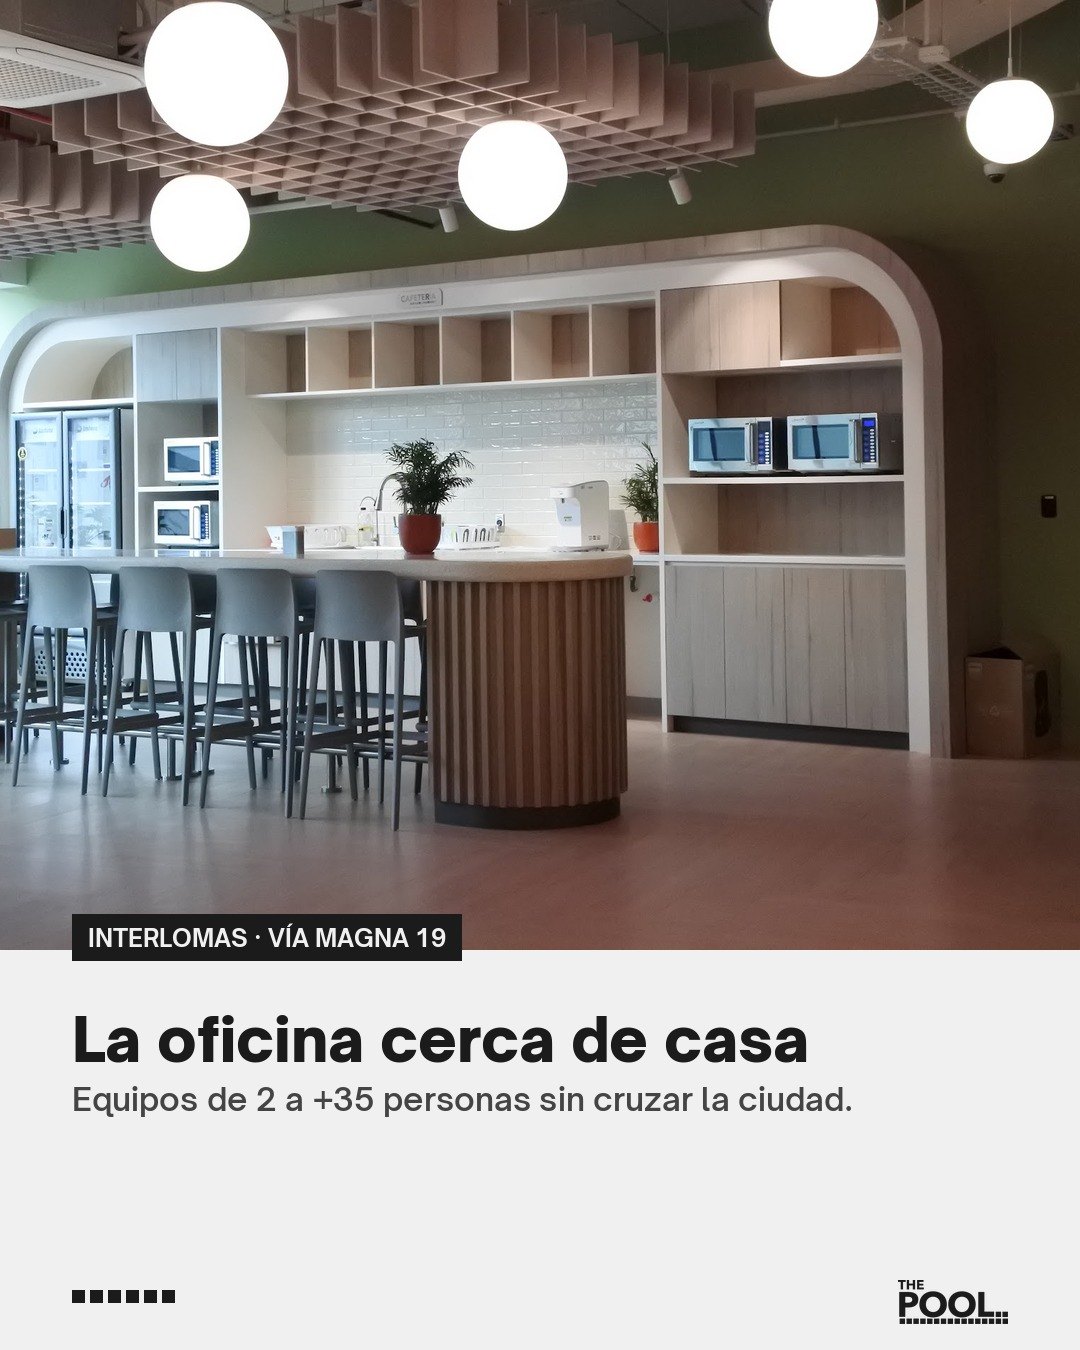 CAFETERIA
INTERLOMAS · VÍA MAGNA 19
La oficina cerca de casa
Equipos de 2 a +35 personas sin cruzar la ciudad.
THE
POOL